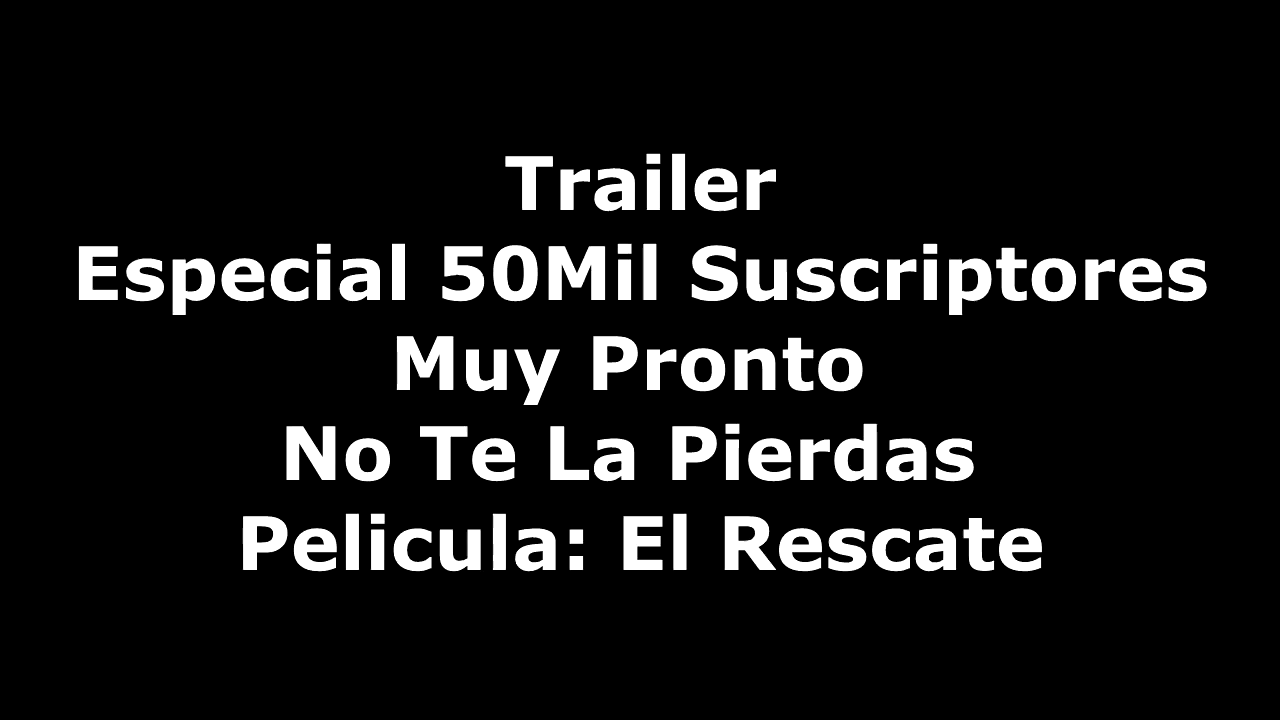 Trailer
Especial 50Mil Suscriptores
Muy Pronto
No Te La Pierdas
Pelicula: El Rescate